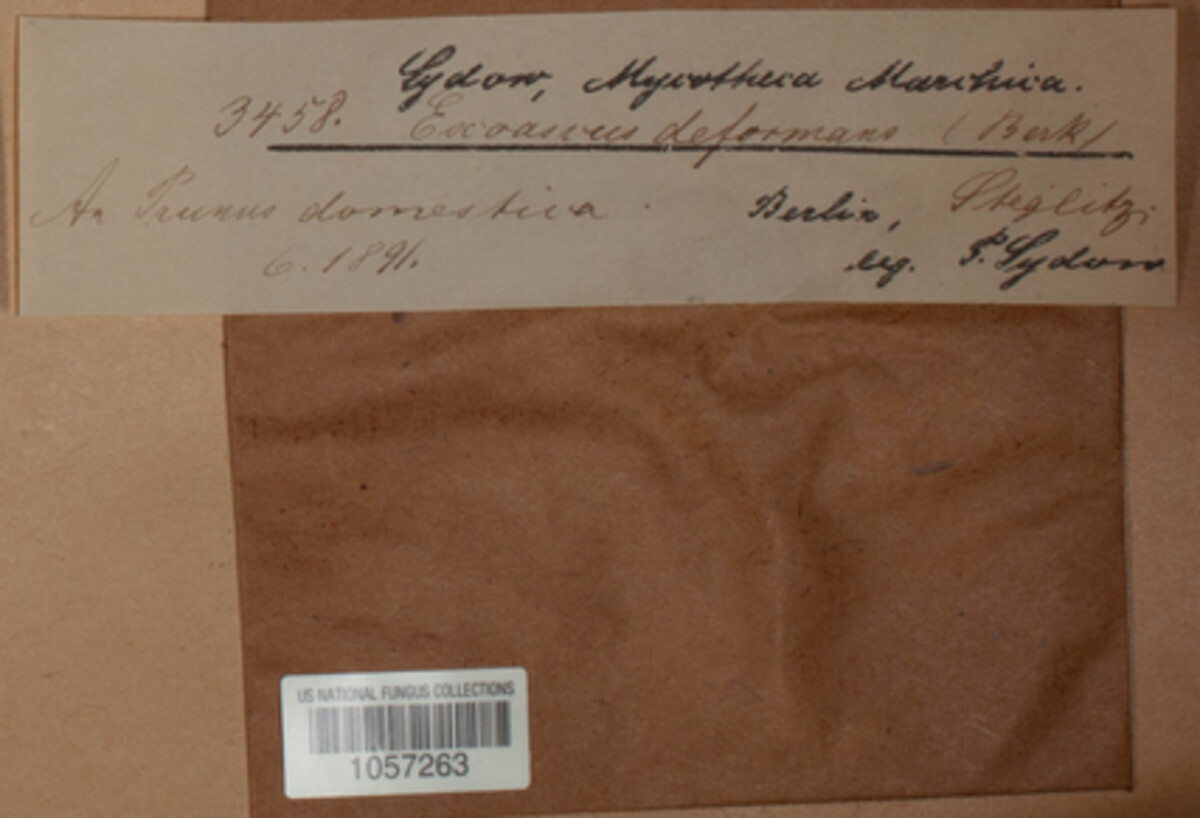 Sydow, Mycotheca Marchica.
3458. Exoascus deformans (Berk)
An Prunus domestica. Berlin, Steglitz.
6. 1891. leg. P. Sydow
US NATIONAL FUNGUS COLLECTIONS
1057263